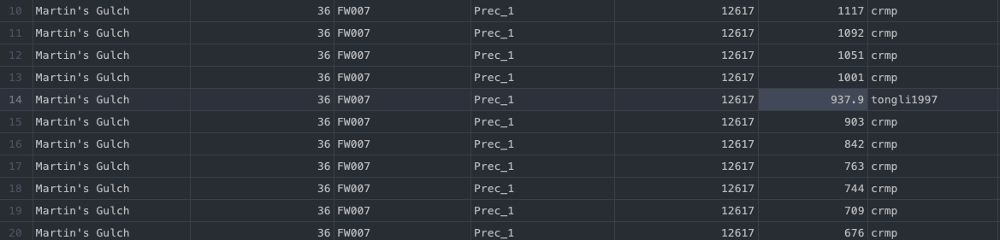 10 Martin's Gulch 36 FW007 Prec_1 12617 1117 crmp
11 Martin's Gulch 36 FW007 Prec_1 12617 1092 crmp
12 Martin's Gulch 36 FW007 Prec_1 12617 1051 crmp
13 Martin's Gulch 36 FW007 Prec_1 12617 1001 crmp
14 Martin's Gulch 36 FW007 Prec_1 12617 937.9 tongli1997
15 Martin's Gulch 36 FW007 Prec_1 12617 903 crmp
16 Martin's Gulch 36 FW007 Prec_1 12617 842 crmp
17 Martin's Gulch 36 FW007 Prec_1 12617 763 crmp
18 Martin's Gulch 36 FW007 Prec_1 12617 744 crmp
19 Martin's Gulch 36 FW007 Prec_1 12617 709 crmp
20 Martin's Gulch 36 FW007 Prec_1 12617 676 crmp